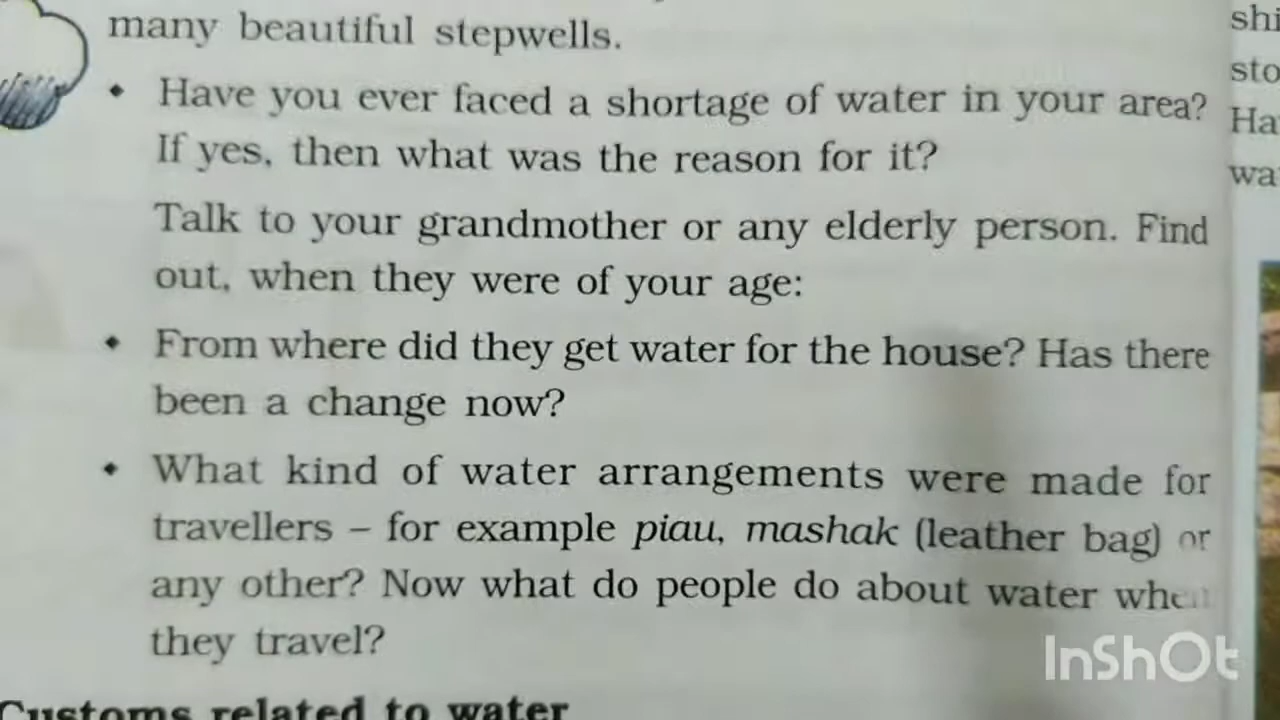 many beautiful stepwells.
Have you ever faced a shortage of water in your area?
If yes, then what was the reason for it?
Talk to your grandmother or any elderly person. Find
out, when they were of your age:
From where did they get water for the house? Has there
been a change now?
What kind of water arrangements were made for
travellers – for example piau, mashak (leather bag) or
any other? Now what do people do about water when
they travel?
Customs related to water
shi
sto
Ha
wa
InShOt